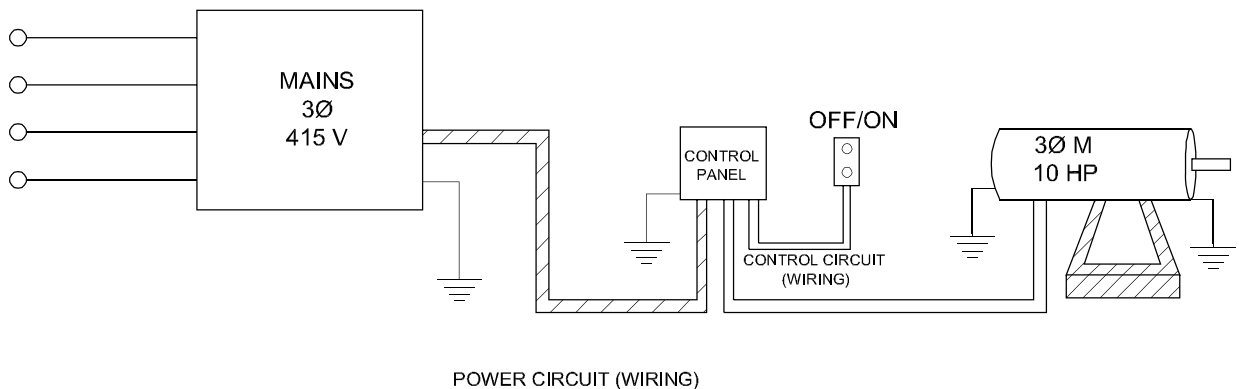 MAINS
3Ø
415 V
CONTROL
PANEL
OFF/ON
3Ø M
10 HP
CONTROL CIRCUIT
(WIRING)
POWER CIRCUIT (WIRING)